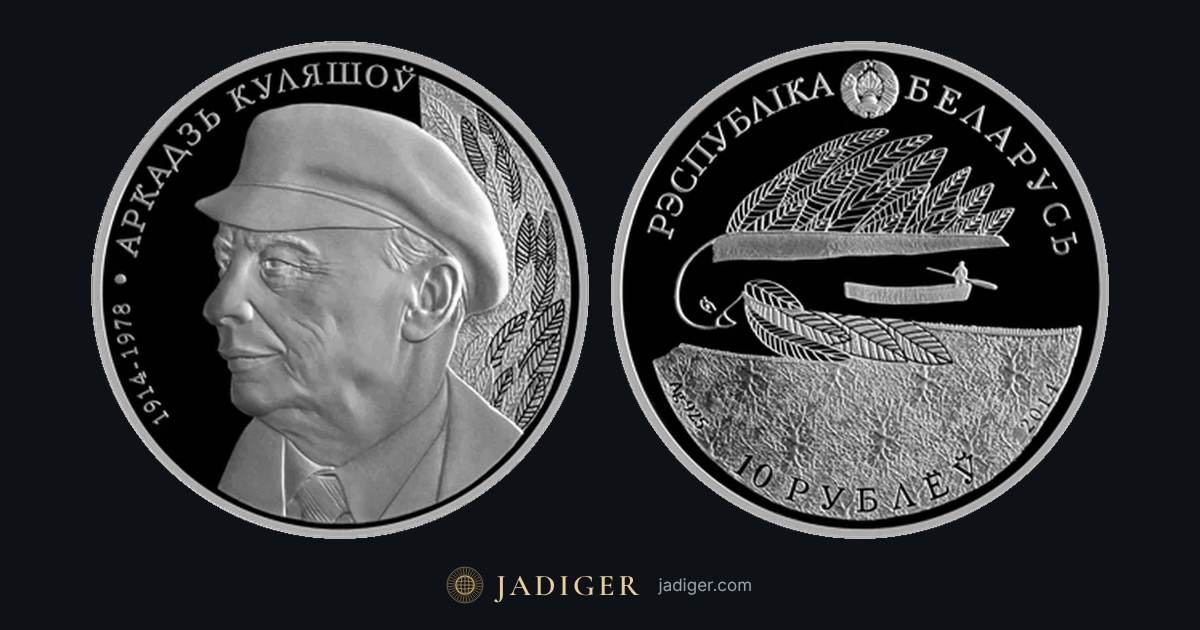 АРКАДЗЬ КУЛЯШОЎ
1914-1978
РЭСПУБЛІКА БЕЛАРУСЬ
Ag 925
2014
10 РУБЛЁЎ
JADIGER jadiger.com